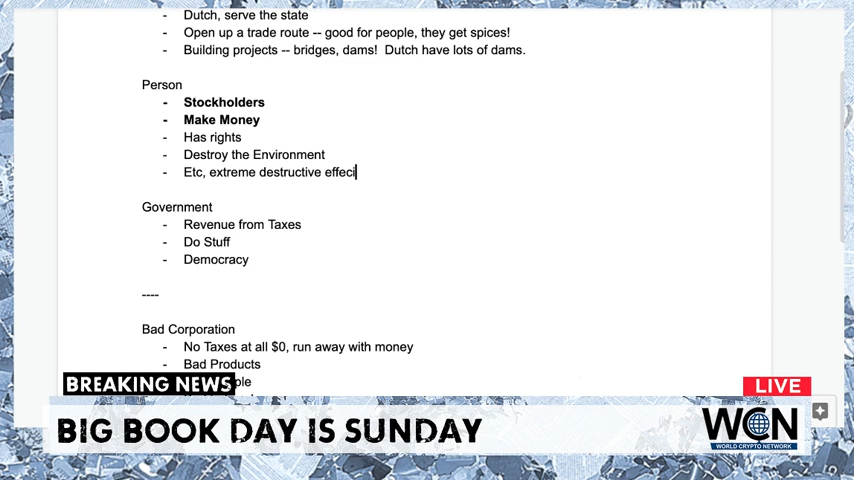 - Dutch, serve the state
- Open up a trade route -- good for people, they get spices!
- Building projects -- bridges, dams!  Dutch have lots of dams.
Person
- Stockholders
- Make Money
- Has rights
- Destroy the Environment
- Etc, extreme destructive effeci
Government
- Revenue from Taxes
- Do Stuff
- Democracy
----
Bad Corporation
- No Taxes at all $0, run away with money
- Bad Products
BREAKING NEWS
LIVE
BIG BOOK DAY IS SUNDAY
WCN
WORLD CRYPTO NETWORK